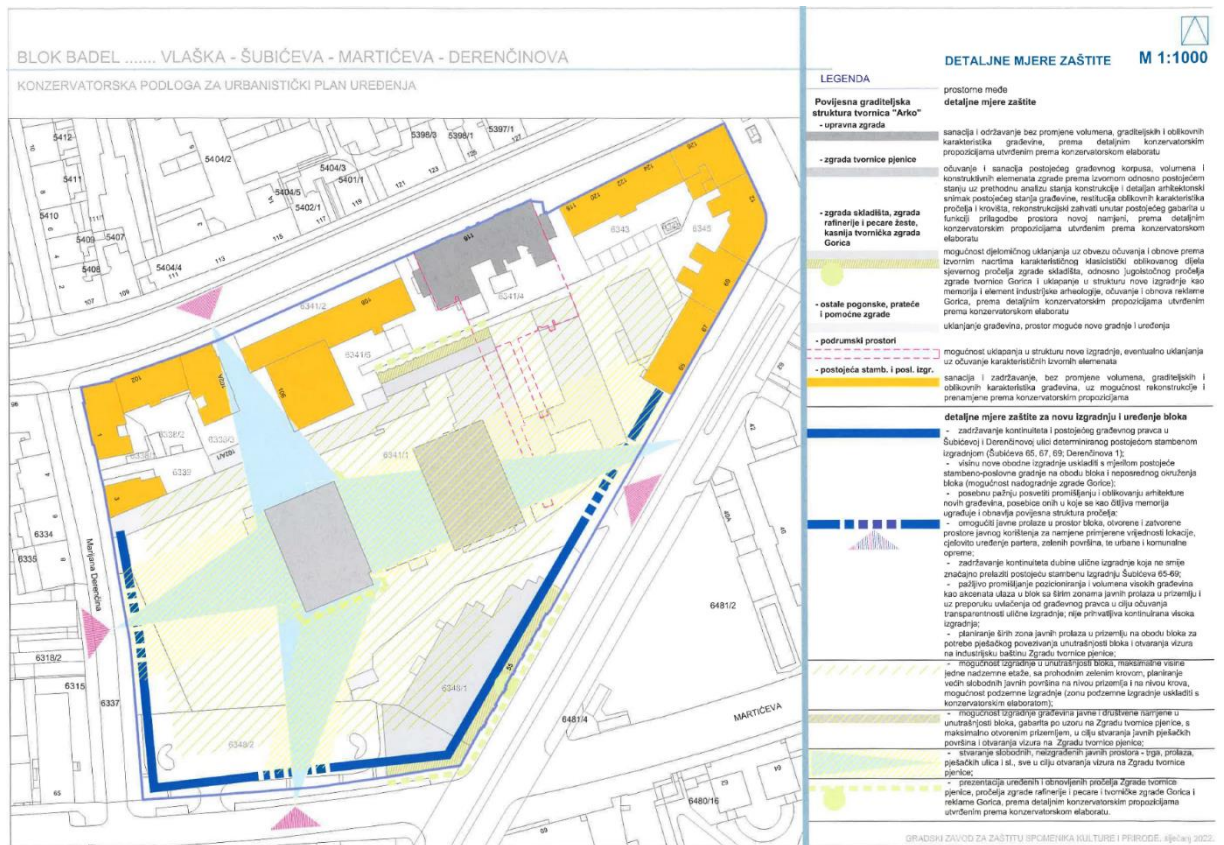 BLOK BADEL ....... VLAŠKA - ŠUBIĆEVA - MARTIĆEVA - DERENČINOVA
KONZERVATORSKA PODLOGA ZA URBANISTIČKI PLAN UREĐENJA
DETALJNE MJERE ZAŠTITE M 1:1000
LEGENDA
prostorne međe
Povijesna graditeljska
struktura tvornica "Arko"
detaljne mjere zaštite
- upravna zgrada
sanacija i održavanje bez promjene volumena, graditeljskih i oblikovnih
karakteristika građevine, prema detaljnim konzervatorskim
propozicijama utvrđenim prema konzervatorskom elaboratu
- zgrada tvornice pjenice
očuvanje i sanacija postojećeg građevnog korpusa, volumena i
konstruktivnih elemenata zgrade prema izvornom odnosno postojećem
stanju uz prethodnu analizu stanja konstrukcije i detaljan arhitektonski
snimak postojećeg stanja građevine, restitucija oblikovnih karakteristika
pročelja i krovišta, rekonstrukcijski zahvati unutar postojećeg gabarita u
funkciji prilagodbe prostora novoj namjeni, prema detaljnim
konzervatorskim propozicijama utvrđenim prema konzervatorskom
elaboratu
- zgrada skladišta, zgrada
rafinerije i pecare žeste,
kasnija tvornička zgrada
Gorica
mogućnost djelomičnog uklanjanja uz obvezu očuvanja i obnove prema
izvornim nacrtima karakterističnog klasicistički oblikovanog dijela
sjevernog pročelja zgrade skladišta, odnosno jugoistočnog pročelja
zgrade tvornice Gorica i uklapanje u strukturu nove izgradnje kao
memorija i element industrijske arheologije, očuvanje i obnova reklame
Gorica, prema detaljnim konzervatorskim propozicijama utvrđenim
prema konzervatorskom elaboratu
- ostale pogonske, prateće
i pomoćne zgrade
uklanjanje građevina, prostor moguće nove gradnje i uređenja
- podrumski prostori
mogućnost uklapanja u strukturu nove izgradnje, eventualno uklanjanja
uz očuvanje karakterističnih izvornih elemenata
- postojeća stamb. i posl. izgr.
sanacija i zadržavanje, bez promjene volumena, graditeljskih i
oblikovnih karakteristika građevina, uz mogućnost rekonstrukcije i
prenamjene prema konzervatorskim propozicijama
detaljne mjere zaštite za novu izgradnju i uređenje bloka
- zadržavanje kontinuiteta i postojećeg građevnog pravca u
Šubićevoj i Derenčinovoj ulici determiniranog postojećom stambenom
izgradnjom (Šubićeva 65, 67, 69; Derenčinova 1);
- visinu nove obodne izgradnje uskladiti s mjerilom postojeće
stambeno-poslovne gradnje na obodu bloka i neposrednog okruženja
bloka (mogućnost nadogradnje zgrade Gorice);
- posebnu pažnju posvetiti promišljanju i oblikovanju arhitekture
novih građevina, posebice onih u koje se kao čitljiva memorija
ugrađuje i obnavlja povijesna struktura pročelja;
- omogućiti javne prolaze u prostor bloka, otvorene i zatvorene
prostore javnog korištenja za namjene primjerene vrijednosti lokacije,
cjelovito uređenje partera, zelenih površina, te urbane i komunalne
opreme;
- zadržavanje kontinuiteta dubine ulične izgradnje koja ne smije
značajno prelaziti postojeću stambenu izgradnju Šubićeva 65-69;
- pažljivo promišljanje pozicioniranja i volumena visokih građevina
kao akcenata ulaza u blok sa širim zonama javnih prolaza u prizemlju i
uz preporuku uvlačenja od građevnog pravca u cilju očuvanja
transparentnosti ulične izgradnje; nije prihvatljiva kontinuirana visoka
izgradnja;
- planiranje širih zona javnih prolaza u prizemlju na obodu bloka za
potrebe pješačkog povezivanja unutrašnjosti bloka i otvaranja vizura
na industrijsku baštinu Zgradu tvornice pjenice;
- mogućnost izgradnje u unutrašnjosti bloka, maksimalne visine
jedne nadzemne etaže, sa prohodnim zelenim krovom, planiranje
većih slobodnih javnih površina na nivou prizemlja i na nivou krova,
mogućnost podzemne izgradnje (zonu podzemne izgradnje uskladiti s
konzervatorskim elaboratom);
- mogućnost izgradnje građevina javne i društvene namjene u
unutrašnjosti bloka, gabarita po uzoru na Zgradu tvornice pjenice, s
maksimalno otvorenim prizemljem, u cilju stvaranja javnih pješačkih
površina i otvaranja vizura na Zgradu tvornice pjenice;
- stvaranje slobodnih, neizgrađenih javnih prostora - trga, prolaza,
pješačkih ulica i sl., sve u cilju otvaranja vizura na Zgradu tvornice
pjenice;
- prezentacija uređenih i obnovljenih pročelja Zgrade tvornice
pjenice, pročelja zgrade rafinerije i pecare i tvorničke zgrade Gorica i
reklame Gorica, prema detaljnim konzervatorskim propozicijama
utvrđenim prema konzervatorskom elaboratu.
GRADSKI ZAVOD ZA ZAŠTITU SPOMENIKA KULTURE I PRIRODE, siječanj 2022.
5412
5411
5410
5409
5407
5408
5404/4
5404/2
5404/3
5401/1
5404/5
5402/1
5398/3
5396/1
5397/1
107
109
111
113
115
117
119
121
123
125
127
118
120
122
124
126
6343
6345
6341/2
6341/4
6341/6
6341/1
106
102
102A
6339
6334
6335
6318/2
6315
6337
Marijana Derenčina
6349/2
6348/1
35
65
67
69
6481/2
6481/4
MARTIĆEVA
6480/16
40A